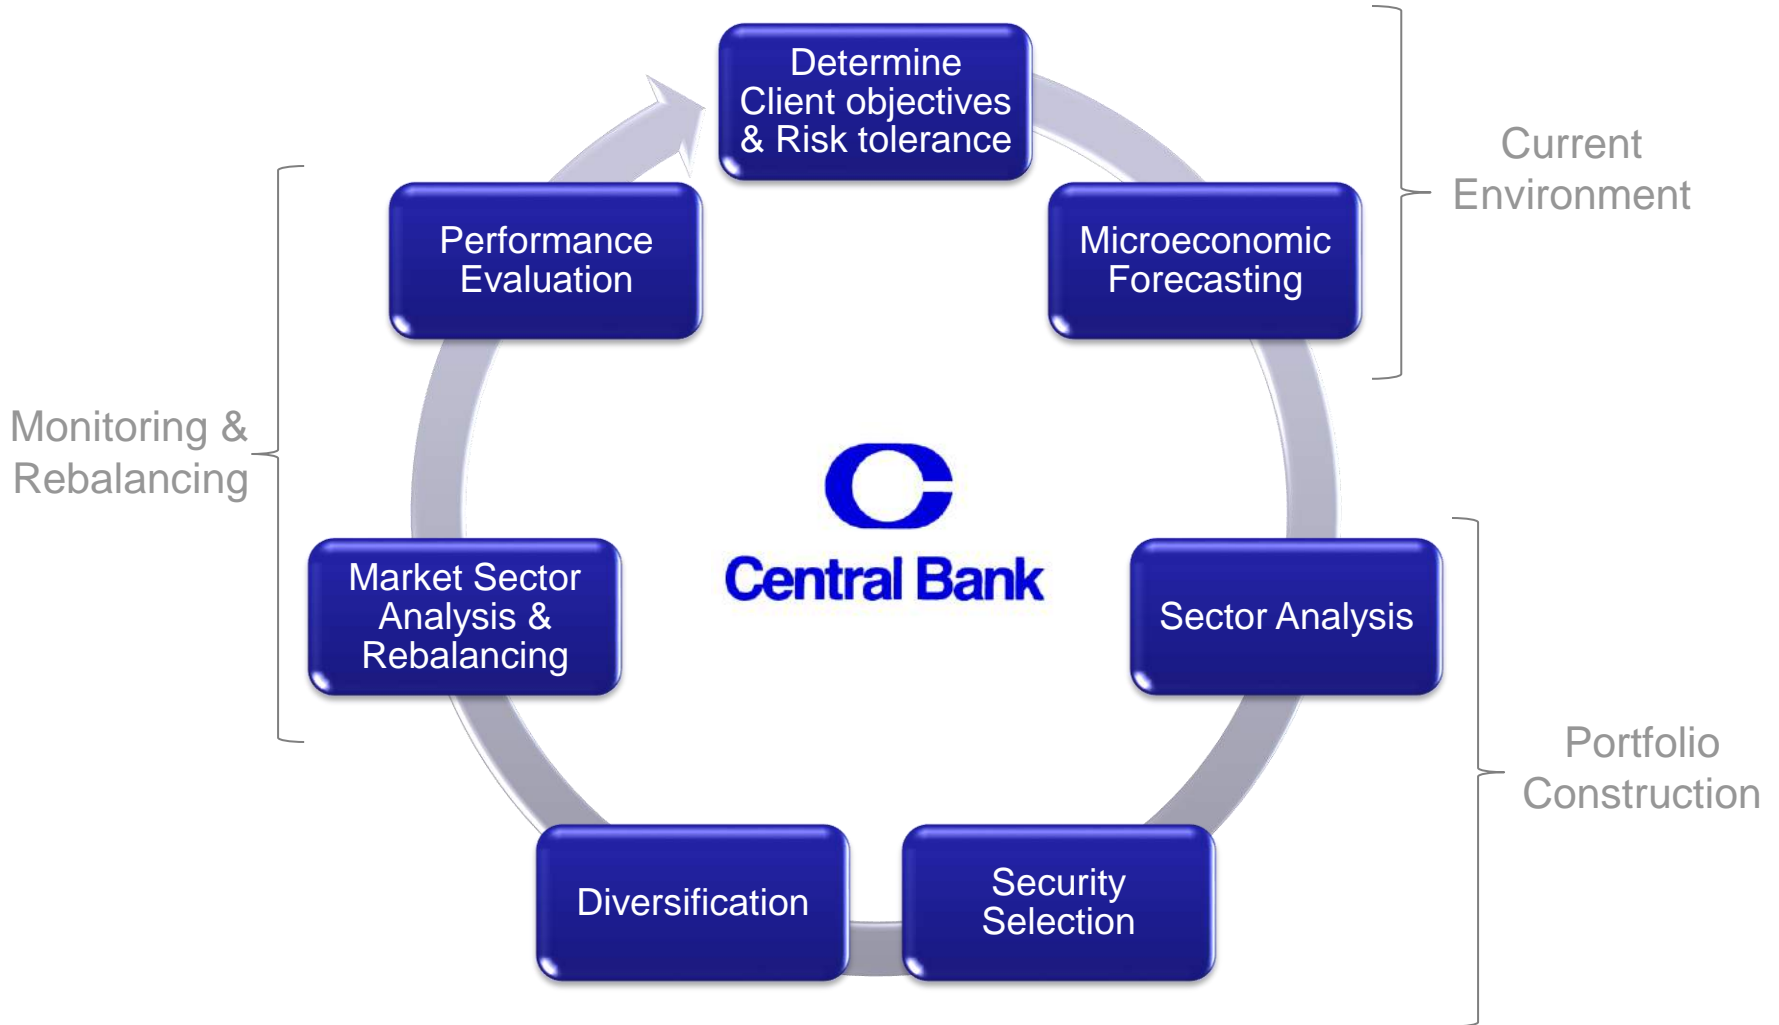 Determine
Client objectives
& Risk tolerance
Current
Environment
Microeconomic
Forecasting
Sector Analysis
Portfolio
Construction
Security
Selection
Diversification
Market Sector
Analysis &
Rebalancing
Monitoring &
Rebalancing
Performance
Evaluation
Central Bank